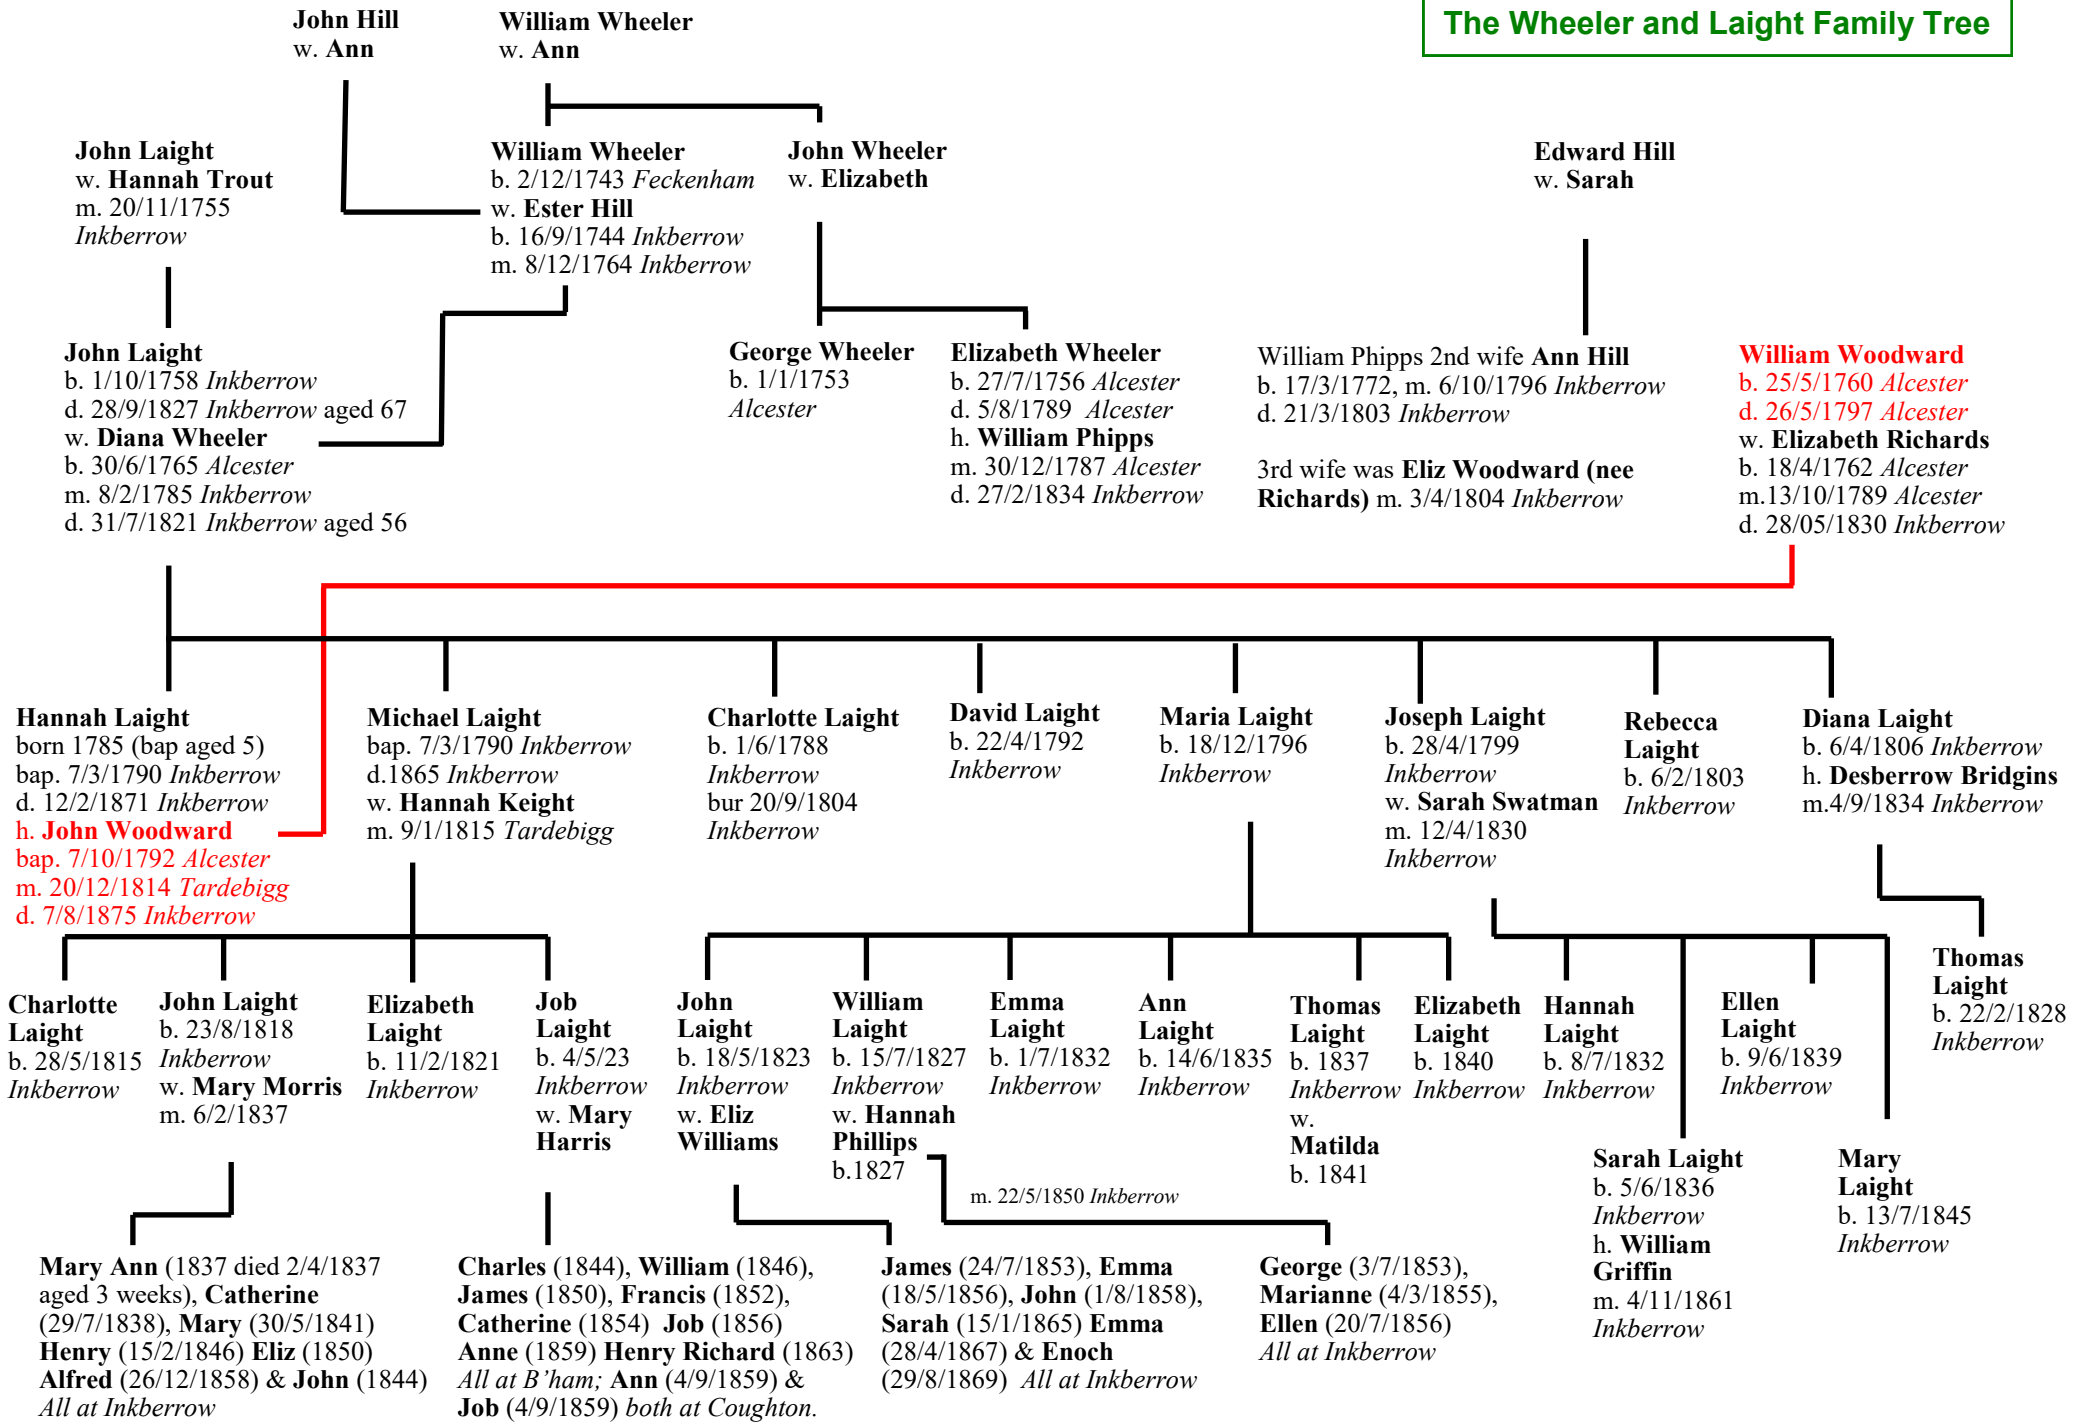 The Wheeler and Laight Family Tree
John Hill
w. Ann
William Wheeler
w. Ann
John Laight
w. Hannah Trout
m. 20/11/1755
Inkberrow
William Wheeler
b. 2/12/1743 Feckenham
w. Ester Hill
b. 16/9/1744 Inkberrow
m. 8/12/1764 Inkberrow
John Wheeler
w. Elizabeth
Edward Hill
w. Sarah
John Laight
b. 1/10/1758 Inkberrow
d. 28/9/1827 Inkberrow aged 67
w. Diana Wheeler
b. 30/6/1765 Alcester
m. 8/2/1785 Inkberrow
d. 31/7/1821 Inkberrow aged 56
George Wheeler
b. 1/1/1753
Alcester
Elizabeth Wheeler
b. 27/7/1756 Alcester
d. 5/8/1789 Alcester
h. William Phipps
m. 30/12/1787 Alcester
d. 27/2/1834 Inkberrow
William Phipps 2nd wife Ann Hill
b. 17/3/1772, m. 6/10/1796 Inkberrow
d. 21/3/1803 Inkberrow
3rd wife was Eliz Woodward (nee
Richards) m. 3/4/1804 Inkberrow
William Woodward
b. 25/5/1760 Alcester
d. 26/5/1797 Alcester
w. Elizabeth Richards
b. 18/4/1762 Alcester
m.13/10/1789 Alcester
d. 28/05/1830 Inkberrow
Hannah Laight
born 1785 (bap aged 5)
bap. 7/3/1790 Inkberrow
d. 12/2/1871 Inkberrow
h. John Woodward
bap. 7/10/1792 Alcester
m. 20/12/1814 Tardebigg
d. 7/8/1875 Inkberrow
Michael Laight
bap. 7/3/1790 Inkberrow
d.1865 Inkberrow
w. Hannah Keight
m. 9/1/1815 Tardebigg
Charlotte Laight
b. 1/6/1788
Inkberrow
bur 20/9/1804
Inkberrow
David Laight
b. 22/4/1792
Inkberrow
Maria Laight
b. 18/12/1796
Inkberrow
Joseph Laight
b. 28/4/1799
Inkberrow
w. Sarah Swatman
m. 12/4/1830
Inkberrow
Rebecca
Laight
b. 6/2/1803
Inkberrow
Diana Laight
b. 6/4/1806 Inkberrow
h. Desberrow Bridgins
m.4/9/1834 Inkberrow
Charlotte
Laight
b. 28/5/1815
Inkberrow
John Laight
b. 23/8/1818
Inkberrow
w. Mary Morris
m. 6/2/1837
Elizabeth
Laight
b. 11/2/1821
Inkberrow
Job
Laight
b. 4/5/23
Inkberrow
w. Mary
Harris
John
Laight
b. 18/5/1823
Inkberrow
w. Eliz
Williams
William
Laight
b. 15/7/1827
Inkberrow
w. Hannah
Phillips
b.1827
Emma
Laight
b. 1/7/1832
Inkberrow
Ann
Laight
b. 14/6/1835
Inkberrow
Thomas
Laight
b. 1837
Inkberrow
w.
Matilda
b. 1841
Elizabeth
Laight
b. 1840
Inkberrow
Hannah
Laight
b. 8/7/1832
Inkberrow
Ellen
Laight
b. 9/6/1839
Inkberrow
Thomas
Laight
b. 22/2/1828
Inkberrow
Sarah Laight
b. 5/6/1836
Inkberrow
h. William
Griffin
m. 4/11/1861
Inkberrow
Mary
Laight
b. 13/7/1845
Inkberrow
m. 22/5/1850 Inkberrow
Mary Ann (1837 died 2/4/1837
aged 3 weeks), Catherine
(29/7/1838), Mary (30/5/1841)
Henry (15/2/1846) Eliz (1850)
Alfred (26/12/1858) & John (1844)
All at Inkberrow
Charles (1844), William (1846),
James (1850), Francis (1852),
Catherine (1854) Job (1856)
Anne (1859) Henry Richard (1863)
All at B'ham; Ann (4/9/1859) &
Job (4/9/1859) both at Coughton.
James (24/7/1853), Emma
(18/5/1856), John (1/8/1858),
Sarah (15/1/1865) Emma
(28/4/1867) & Enoch
(29/8/1869) All at Inkberrow
George (3/7/1853),
Marianne (4/3/1855),
Ellen (20/7/1856)
All at Inkberrow